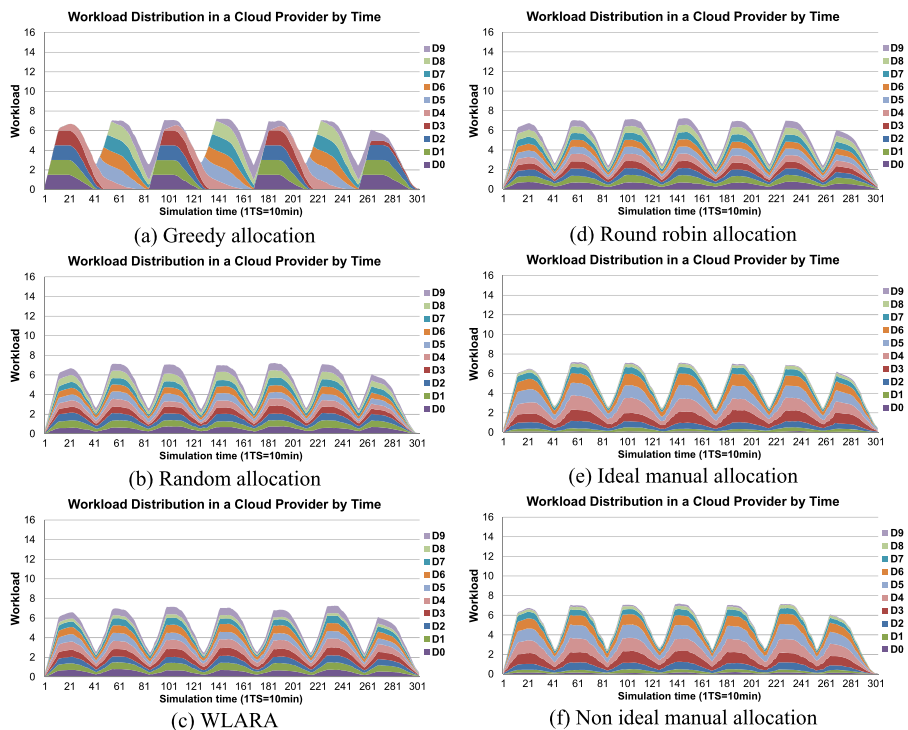 Workload Distribution in a Cloud Provider by Time
Workload
16
14
12
10
8
6
4
2
0
1 21 41 61 81 101 121 141 161 181 201 221 241 261 281 301
Simulation time (1TS=10min)
D9
D8
D7
D6
D5
D4
D3
D2
D1
D0
(a) Greedy allocation
Workload Distribution in a Cloud Provider by Time
Workload
16
14
12
10
8
6
4
2
0
1 21 41 61 81 101 121 141 161 181 201 221 241 261 281 301
Simulation time (1TS=10min)
D9
D8
D7
D6
D5
D4
D3
D2
D1
D0
(d) Round robin allocation
Workload Distribution in a Cloud Provider by Time
Workload
16
14
12
10
8
6
4
2
0
1 21 41 61 81 101 121 141 161 181 201 221 241 261 281 301
Simulation time (1TS=10min)
D9
D8
D7
D6
D5
D4
D3
D2
D1
D0
(b) Random allocation
Workload Distribution in a Cloud Provider by Time
Workload
16
14
12
10
8
6
4
2
0
1 21 41 61 81 101 121 141 161 181 201 221 241 261 281 301
Simulation time (1TS=10min)
D9
D8
D7
D6
D5
D4
D3
D2
D1
D0
(e) Ideal manual allocation
Workload Distribution in a Cloud Provider by Time
Workload
16
14
12
10
8
6
4
2
0
1 21 41 61 81 101 121 141 161 181 201 221 241 261 281 301
Simulation time (1TS=10min)
D9
D8
D7
D6
D5
D4
D3
D2
D1
D0
(c) WLARA
Workload Distribution in a Cloud Provider by Time
Workload
16
14
12
10
8
6
4
2
0
1 21 41 61 81 101 121 141 161 181 201 221 241 261 281 301
Simulation time (1TS=10min)
D9
D8
D7
D6
D5
D4
D3
D2
D1
D0
(f) Non ideal manual allocation